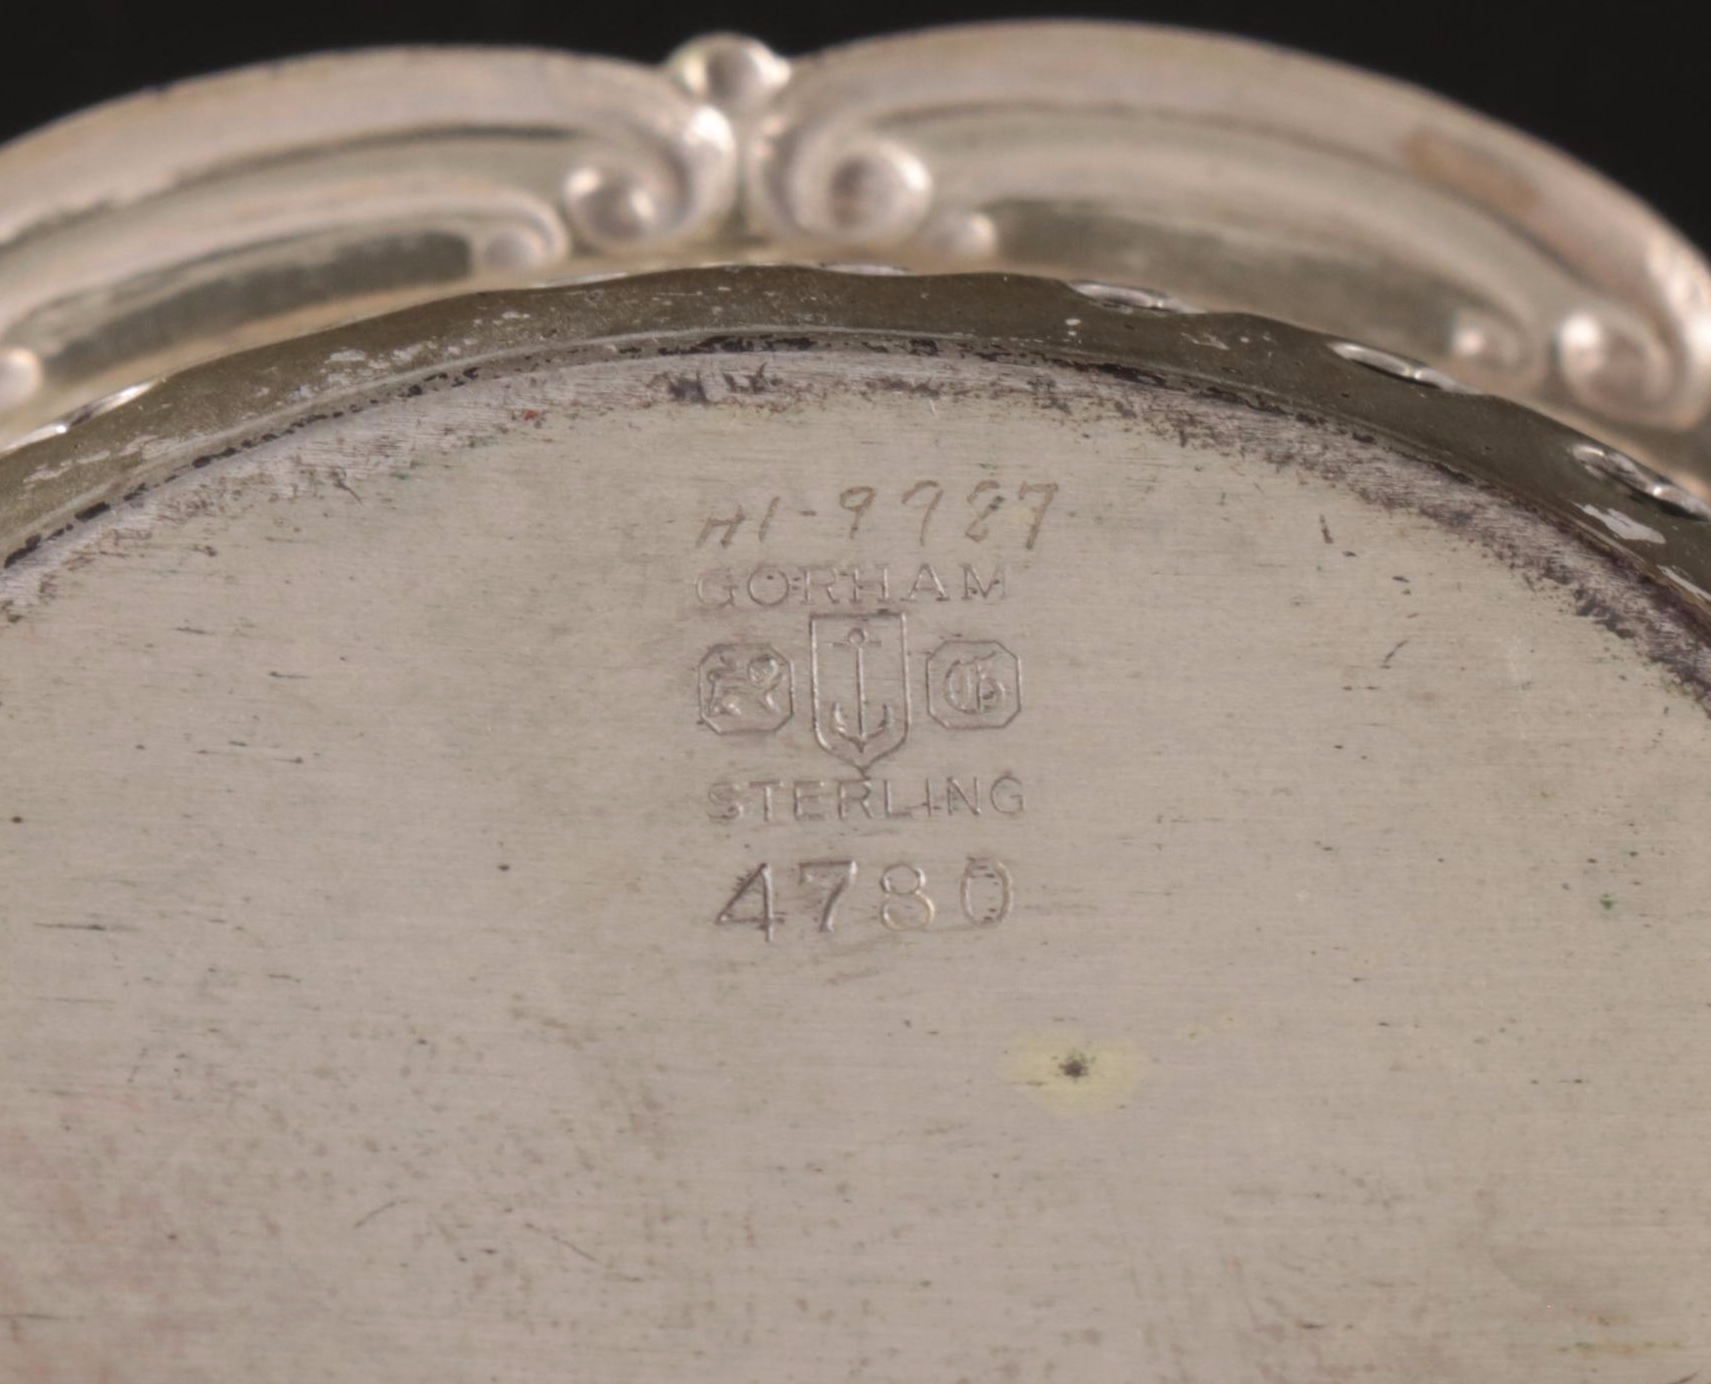 H1-9727
GORHAM
G
STERLING
4780